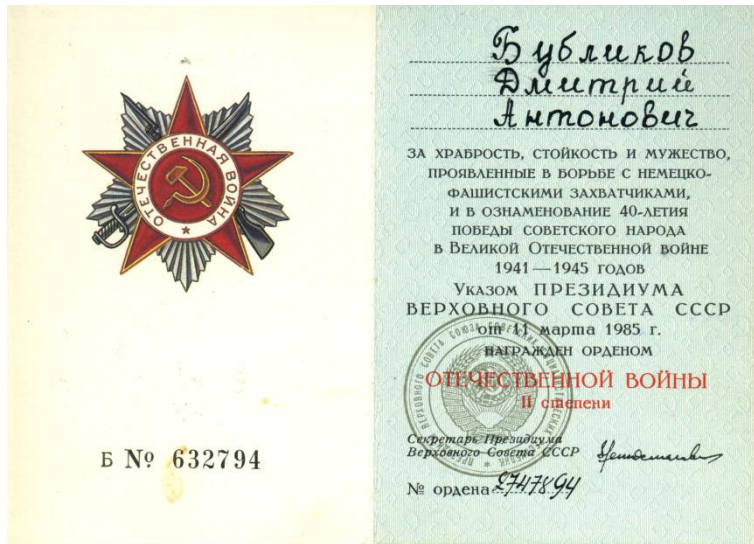 ОТЕЧЕСТВЕННАЯ ВОЙНА
Б № 632794
Бубликов
Дмитрий
Антонович
ЗА ХРАБРОСТЬ, СТОЙКОСТЬ И МУЖЕСТВО,
ПРОЯВЛЕННЫЕ В БОРЬБЕ С НЕМЕЦКО-
ФАШИСТСКИМИ ЗАХВАТЧИКАМИ,
И В ОЗНАМЕНОВАНИЕ 40-ЛЕТИЯ
ПОБЕДЫ СОВЕТСКОГО НАРОДА
В ВЕЛИКОЙ ОТЕЧЕСТВЕННОЙ ВОЙНЕ
1941—1945 ГОДОВ
УКАЗОМ ПРЕЗИДИУМА
ВЕРХОВНОГО СОВЕТА СССР
от 11 марта 1985 г.
НАГРАЖДЕН ОРДЕНОМ
ОТЕЧЕСТВЕННОЙ ВОЙНЫ
II степени
Секретарь Президиума
Верховного Совета СССР
№ ордена 2747894